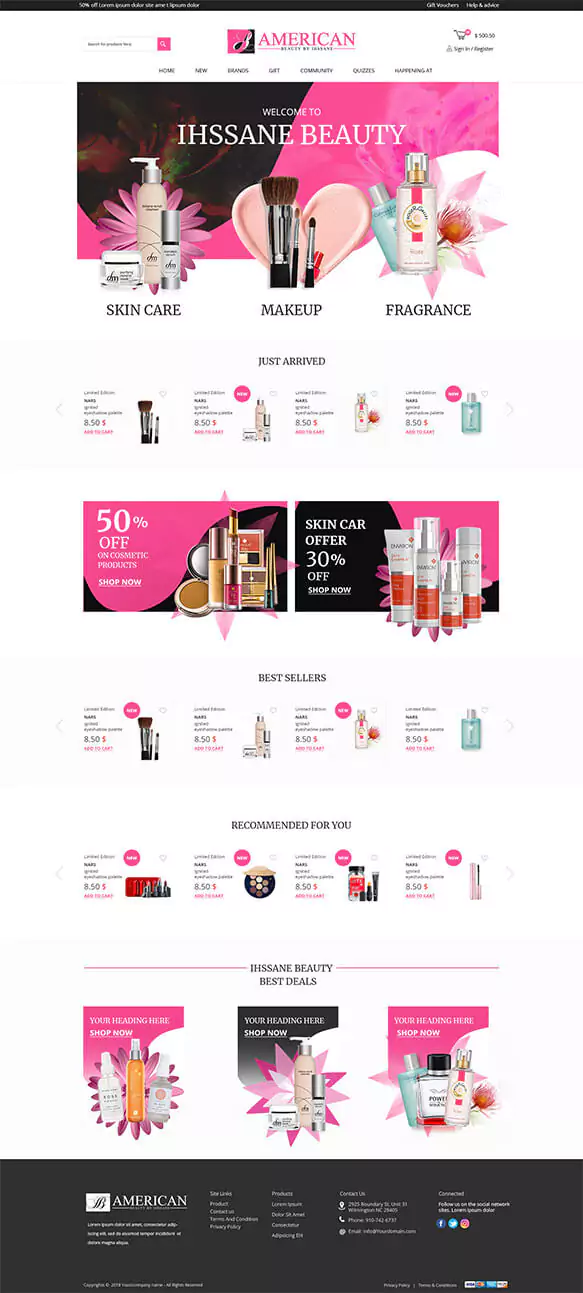 50% off Lorem ipsum dolor site ame t lipsum dolor
Gift Vouchers
Help & advice
Search for products here
AMERICAN
BEAUTY BY IHSSANE
$ 500.50
Sign In / Register
HOME
NEW
BRANDS
GIFT
COMMUNITY
QUIZZES
HAPPENING AT
WELCOME TO
IHSSANE BEAUTY
dm
dm
SKIN CARE
MAKEUP
FRAGRANCE
JUST ARRIVED
Limited Edition
NARS
ignited
eyeshadow palette
8.50 $
ADD TO CART
Limited Edition
NARS
ignited
eyeshadow palette
8.50 $
ADD TO CART
NEW
Limited Edition
NARS
ignited
eyeshadow palette
8.50 $
ADD TO CART
Limited Edition
NARS
ignited
eyeshadow palette
8.50 $
ADD TO CART
NEW
50%
OFF
ON COSMETIC
PRODUCTS
SHOP NOW
SKIN CAR
OFFER
30%
OFF
SHOP NOW
ENVIRON
ENVIRON
BEST SELLERS
Limited Edition
NARS
ignited
eyeshadow palette
8.50 $
ADD TO CART
NEW
Limited Edition
NARS
ignited
eyeshadow palette
8.50 $
ADD TO CART
Limited Edition
NARS
ignited
eyeshadow palette
8.50 $
ADD TO CART
NEW
Limited Edition
NARS
ignited
eyeshadow palette
8.50 $
ADD TO CART
RECOMMENDED FOR YOU
Limited Edition
NARS
ignited
eyeshadow palette
8.50 $
ADD TO CART
NEW
Limited Edition
NARS
ignited
eyeshadow palette
8.50 $
ADD TO CART
NEW
Limited Edition
NARS
ignited
eyeshadow palette
8.50 $
ADD TO CART
NEW
Limited Edition
NARS
ignited
eyeshadow palette
8.50 $
ADD TO CART
NEW
IHSSANE BEAUTY
BEST DEALS
YOUR HEADING HERE
SHOP NOW
ROSE
YOUR HEADING HERE
SHOP NOW
YOUR HEADING HERE
SHOP NOW
POWER
AMERICAN
BEAUTY BY IHSSANE
Lorem ipsum dolor sit amet, consectetur adip-
iscing elit, sed do eiusmod tempor incididunt
ut labore et dolore magna aliqua.
Site Links
Product
Contact us
Terms And Condition
Privacy Policy
Products
Lorem Ipsum
Dolor Sit Amet
Consectetur
Adipiscing Elit
Contact Us
2925 Boundary St, Unit 31
Wilmington NC 28405
Phone: 910-742-6737
Email: info@Yourdomain.com
Connected
Follow us on the social network
sites. Lorem ipsum dolor
Copyrights © 2018 Yourcompany name - All Rights Reserved
Privacy Policy | Terms & Conditions
VISA